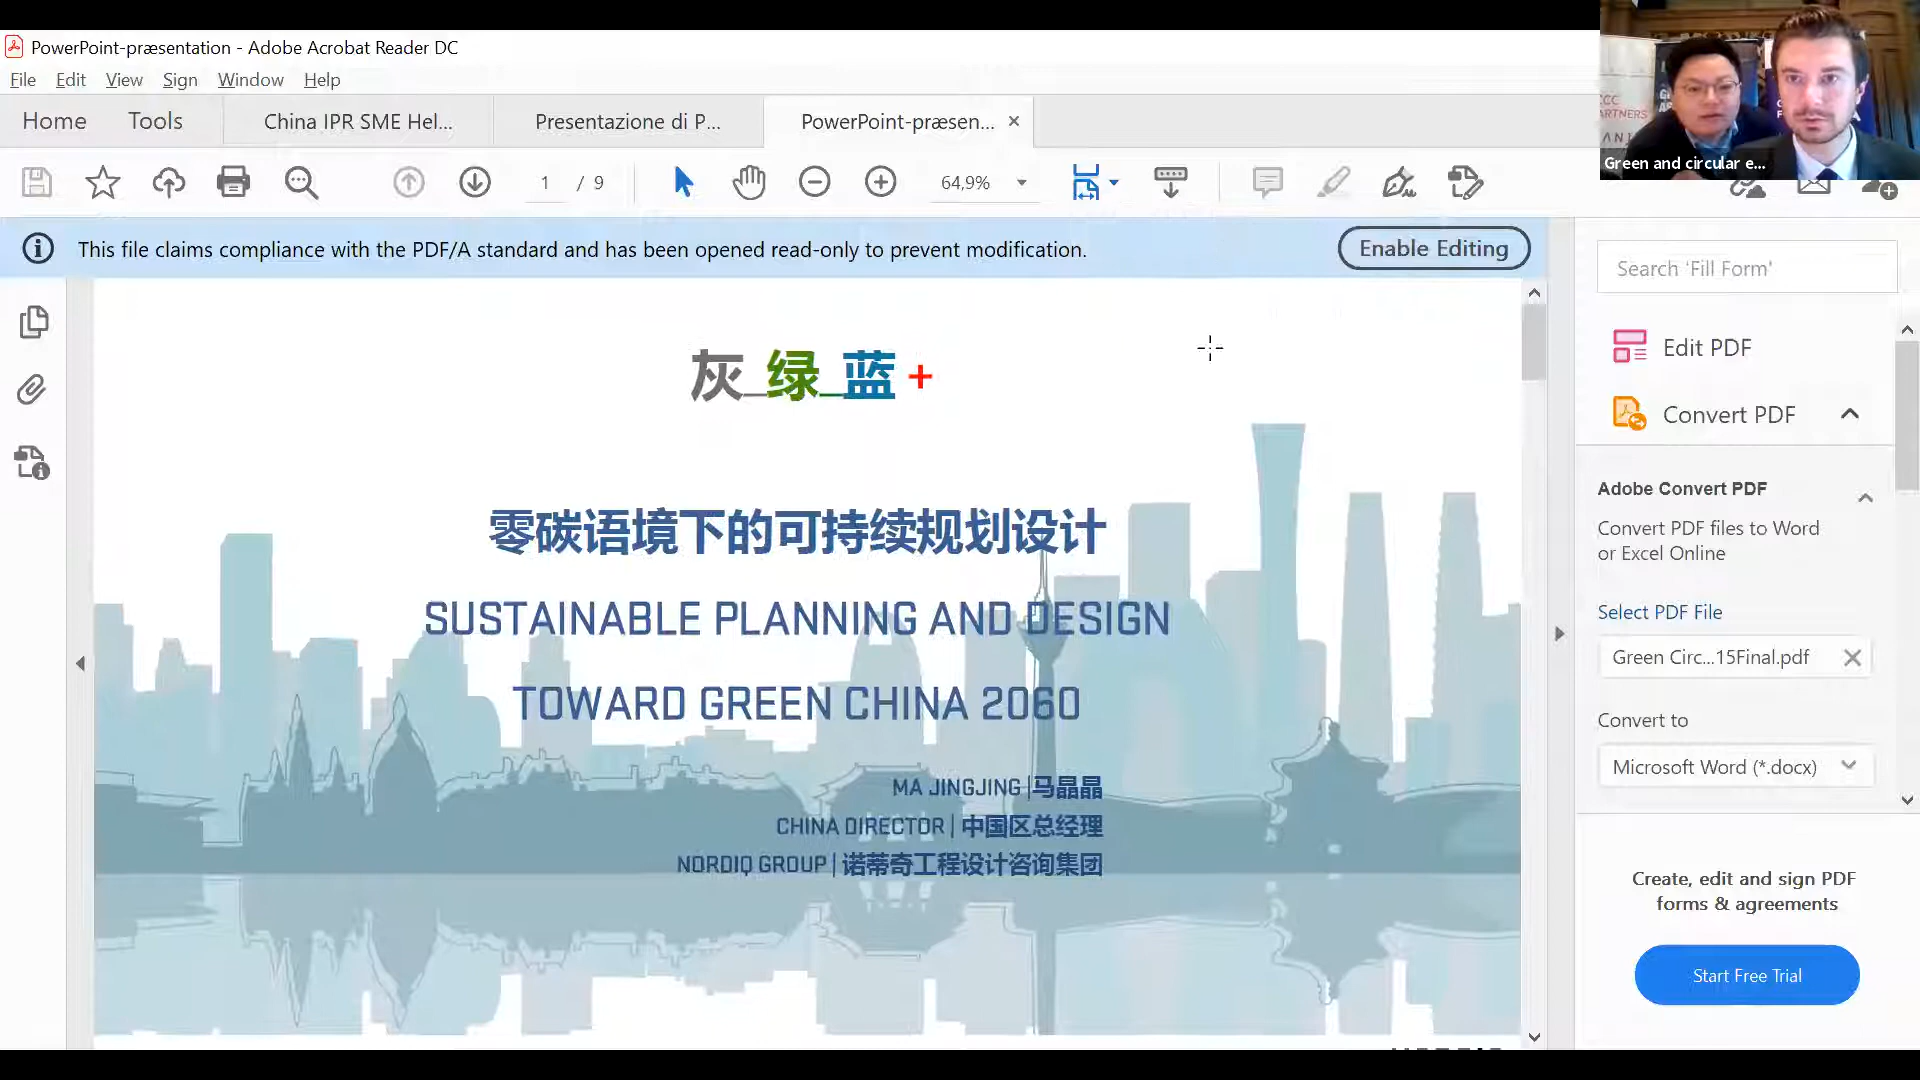 PowerPoint-præsentation - Adobe Acrobat Reader DC
File Edit View Sign Window Help
Home Tools China IPR SME Hel... Presentazione di P... PowerPoint-præsen...
1 / 9 64,9%
Green and circular e...
This file claims compliance with the PDF/A standard and has been opened read-only to prevent modification.
Enable Editing
灰_绿_蓝+
零碳语境下的可持续规划设计
SUSTAINABLE PLANNING AND DESIGN
TOWARD GREEN CHINA 2060
MA JINGJING|马晶晶
CHINA DIRECTOR|中国区总经理
NORDIQ GROUP|诺蒂奇工程设计咨询集团
Search 'Fill Form'
Edit PDF
Convert PDF
Adobe Convert PDF
Convert PDF files to Word
or Excel Online
Select PDF File
Green Circ...15Final.pdf
Convert to
Microsoft Word (*.docx)
Create, edit and sign PDF
forms & agreements
Start Free Trial